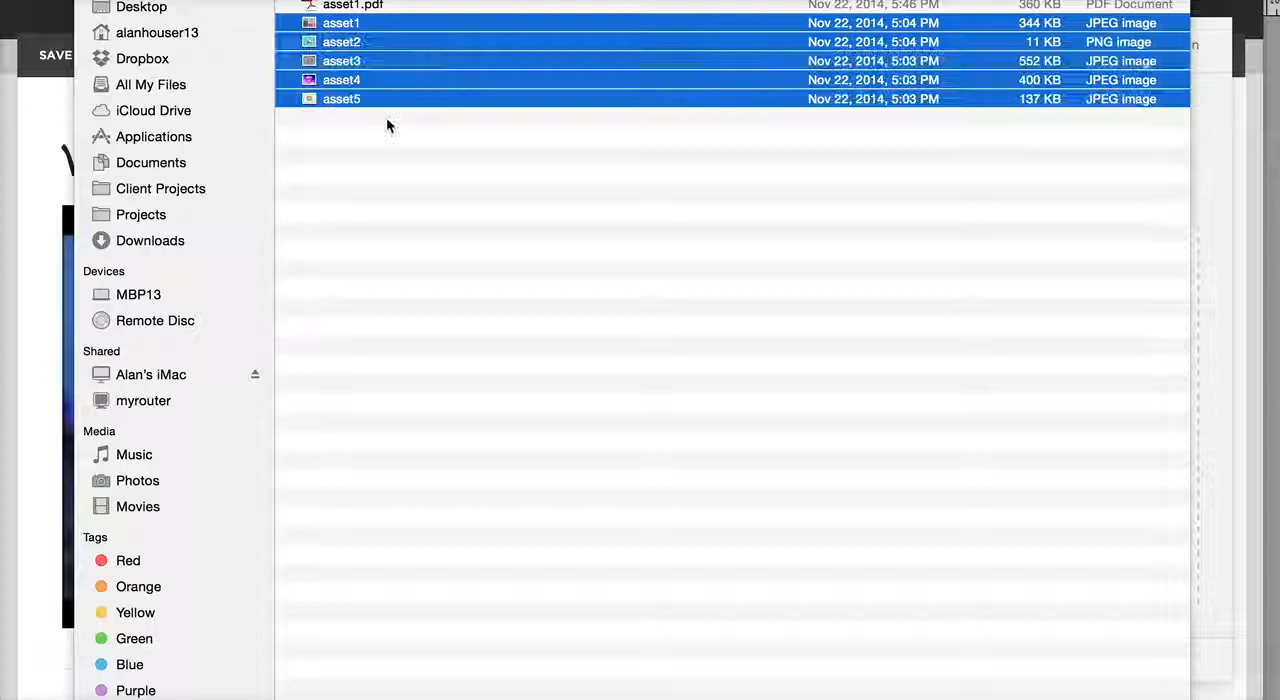 Desktop
asset1.pdf Nov 22, 2014, 5:46 PM 360 KB PDF Document
asset1 Nov 22, 2014, 5:04 PM 344 KB JPEG image
alanhouser13
asset2 Nov 22, 2014, 5:04 PM 11 KB PNG image
n
SAVE
Dropbox
asset3 Nov 22, 2014, 5:03 PM 552 KB JPEG image
All My Files
asset4 Nov 22, 2014, 5:03 PM 400 KB JPEG image
asset5 Nov 22, 2014, 5:03 PM 137 KB JPEG image
iCloud Drive
Applications
Documents
Client Projects
Projects
Downloads
Devices
MBP13
Remote Disc
Shared
Alan's iMac
myrouter
Media
Music
Photos
Movies
Tags
Red
Orange
Yellow
Green
Blue
Purple